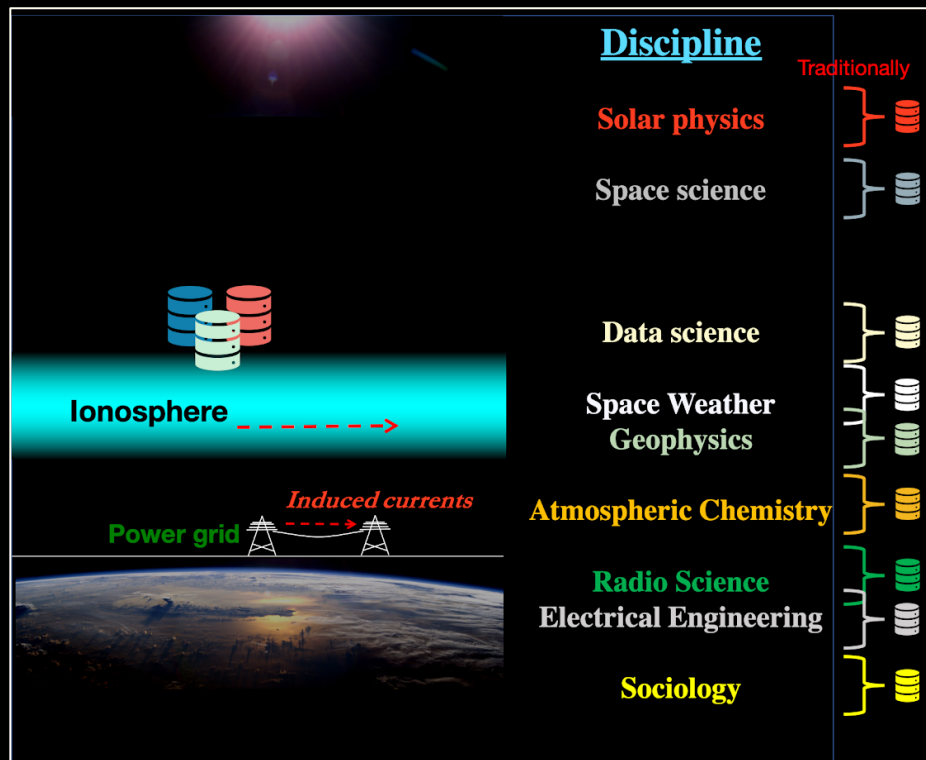 Discipline
Traditionally
Solar physics
Space science
Data science
Ionosphere
Space Weather
Geophysics
Induced currents
Atmospheric Chemistry
Power grid
Radio Science
Electrical Engineering
Sociology